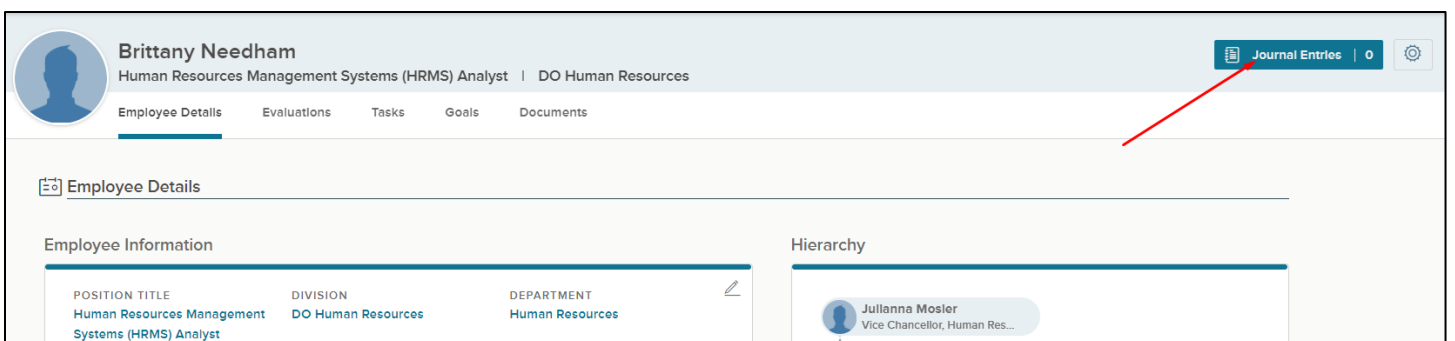 Brittany Needham
Human Resources Management Systems (HRMS) Analyst | DO Human Resources
Journal Entries | 0
Employee Details Evaluations Tasks Goals Documents
Employee Details
Employee Information
POSITION TITLE
Human Resources Management
Systems (HRMS) Analyst
DIVISION
DO Human Resources
DEPARTMENT
Human Resources
Hierarchy
Julianna Mosler
Vice Chancellor, Human Res...